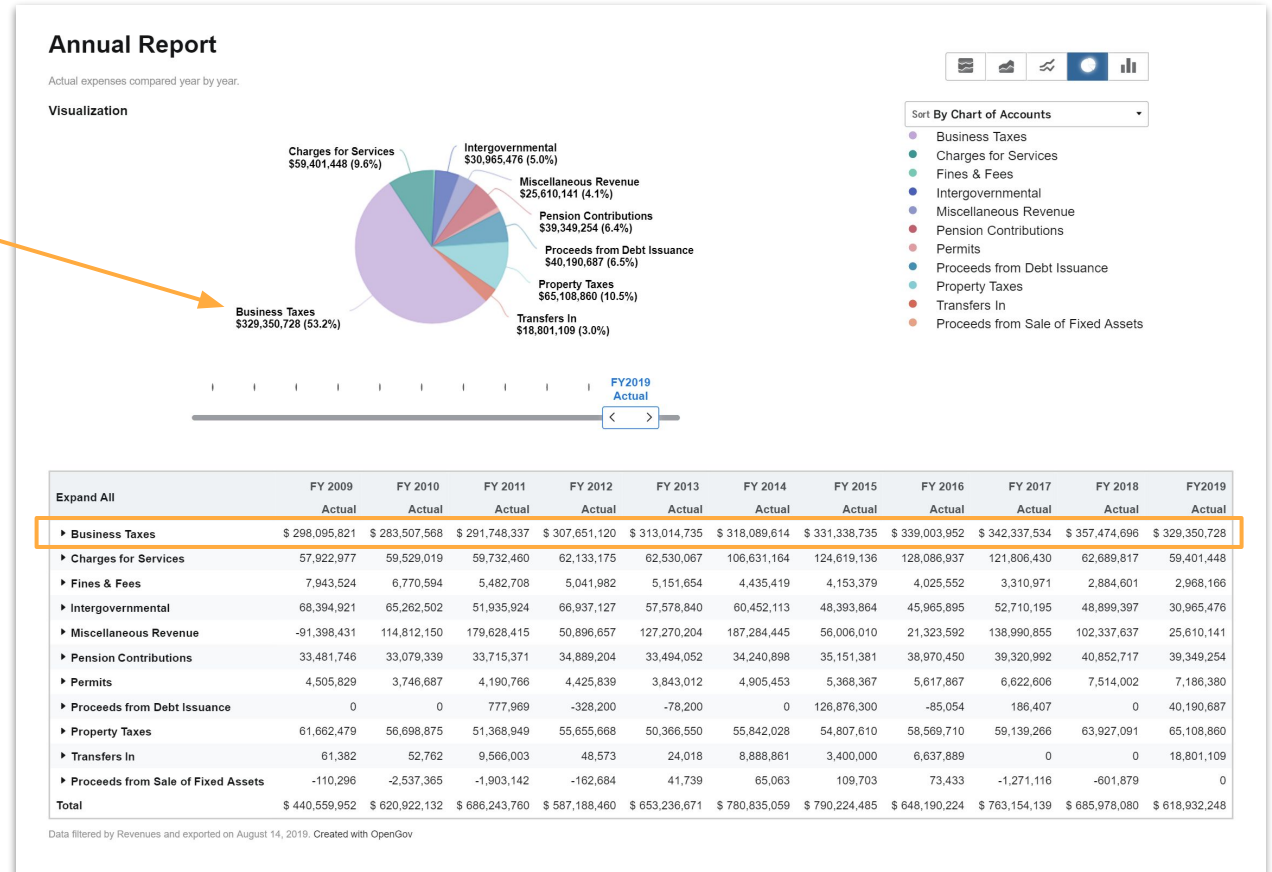 Annual Report
Actual expenses compared year by year.
Visualization
Sort By Chart of Accounts
Business Taxes
Charges for Services
Fines & Fees
Intergovernmental
Miscellaneous Revenue
Pension Contributions
Permits
Proceeds from Debt Issuance
Property Taxes
Transfers In
Proceeds from Sale of Fixed Assets
Charges for Services
$59,401,448 (9.6%)
Intergovernmental
$30,965,476 (5.0%)
Miscellaneous Revenue
$25,610,141 (4.1%)
Pension Contributions
$39,349,254 (6.4%)
Proceeds from Debt Issuance
$40,190,687 (6.5%)
Property Taxes
$65,108,860 (10.5%)
Transfers In
$18,801,109 (3.0%)
Business Taxes
$329,350,728 (53.2%)
FY2019
Actual
Expand All FY 2009 FY 2010 FY 2011 FY 2012 FY 2013 FY 2014 FY 2015 FY 2016 FY 2017 FY 2018 FY2019
Actual Actual Actual Actual Actual Actual Actual Actual Actual Actual Actual
Business Taxes $ 298,095,821 $ 283,507,568 $ 291,748,337 $ 307,651,120 $ 313,014,735 $ 318,089,614 $ 331,338,735 $ 339,003,952 $ 342,337,534 $ 357,474,696 $ 329,350,728
Charges for Services 57,922,977 59,529,019 59,732,460 62,133,175 62,530,067 106,631,164 124,619,136 128,086,937 121,806,430 62,689,817 59,401,448
Fines & Fees 7,943,524 6,770,594 5,482,708 5,041,982 5,151,654 4,435,419 4,153,379 4,025,552 3,310,971 2,884,601 2,968,166
Intergovernmental 68,394,921 65,262,502 51,935,924 66,937,127 57,578,840 60,452,113 48,393,864 45,965,895 52,710,195 48,899,397 30,965,476
Miscellaneous Revenue -91,398,431 114,812,150 179,628,415 50,896,657 127,270,204 187,284,445 56,006,010 21,323,592 138,990,855 102,337,637 25,610,141
Pension Contributions 33,481,746 33,079,339 33,715,371 34,889,204 33,494,052 34,240,898 35,151,381 38,970,450 39,320,992 40,852,717 39,349,254
Permits 4,505,829 3,746,687 4,190,766 4,425,839 3,843,012 4,905,453 5,368,367 5,617,867 6,622,606 7,514,002 7,186,380
Proceeds from Debt Issuance 0 0 777,969 -328,200 -78,200 0 126,876,300 -85,054 186,407 0 40,190,687
Property Taxes 61,662,479 56,698,875 51,368,949 55,655,668 50,366,550 55,842,028 54,807,610 58,569,710 59,139,266 63,927,091 65,108,860
Transfers In 61,382 52,762 9,566,003 48,573 24,018 8,888,861 3,400,000 6,637,889 0 0 18,801,109
Proceeds from Sale of Fixed Assets -110,296 -2,537,365 -1,903,142 -162,684 41,739 65,063 109,703 73,433 -1,271,116 -601,879 0
Total $ 440,559,952 $ 620,922,132 $ 686,243,760 $ 587,188,460 $ 653,236,671 $ 780,835,059 $ 790,224,485 $ 648,190,224 $ 763,154,139 $ 685,978,080 $ 618,932,248
Data filtered by Revenues and exported on August 14, 2019. Created with OpenGov